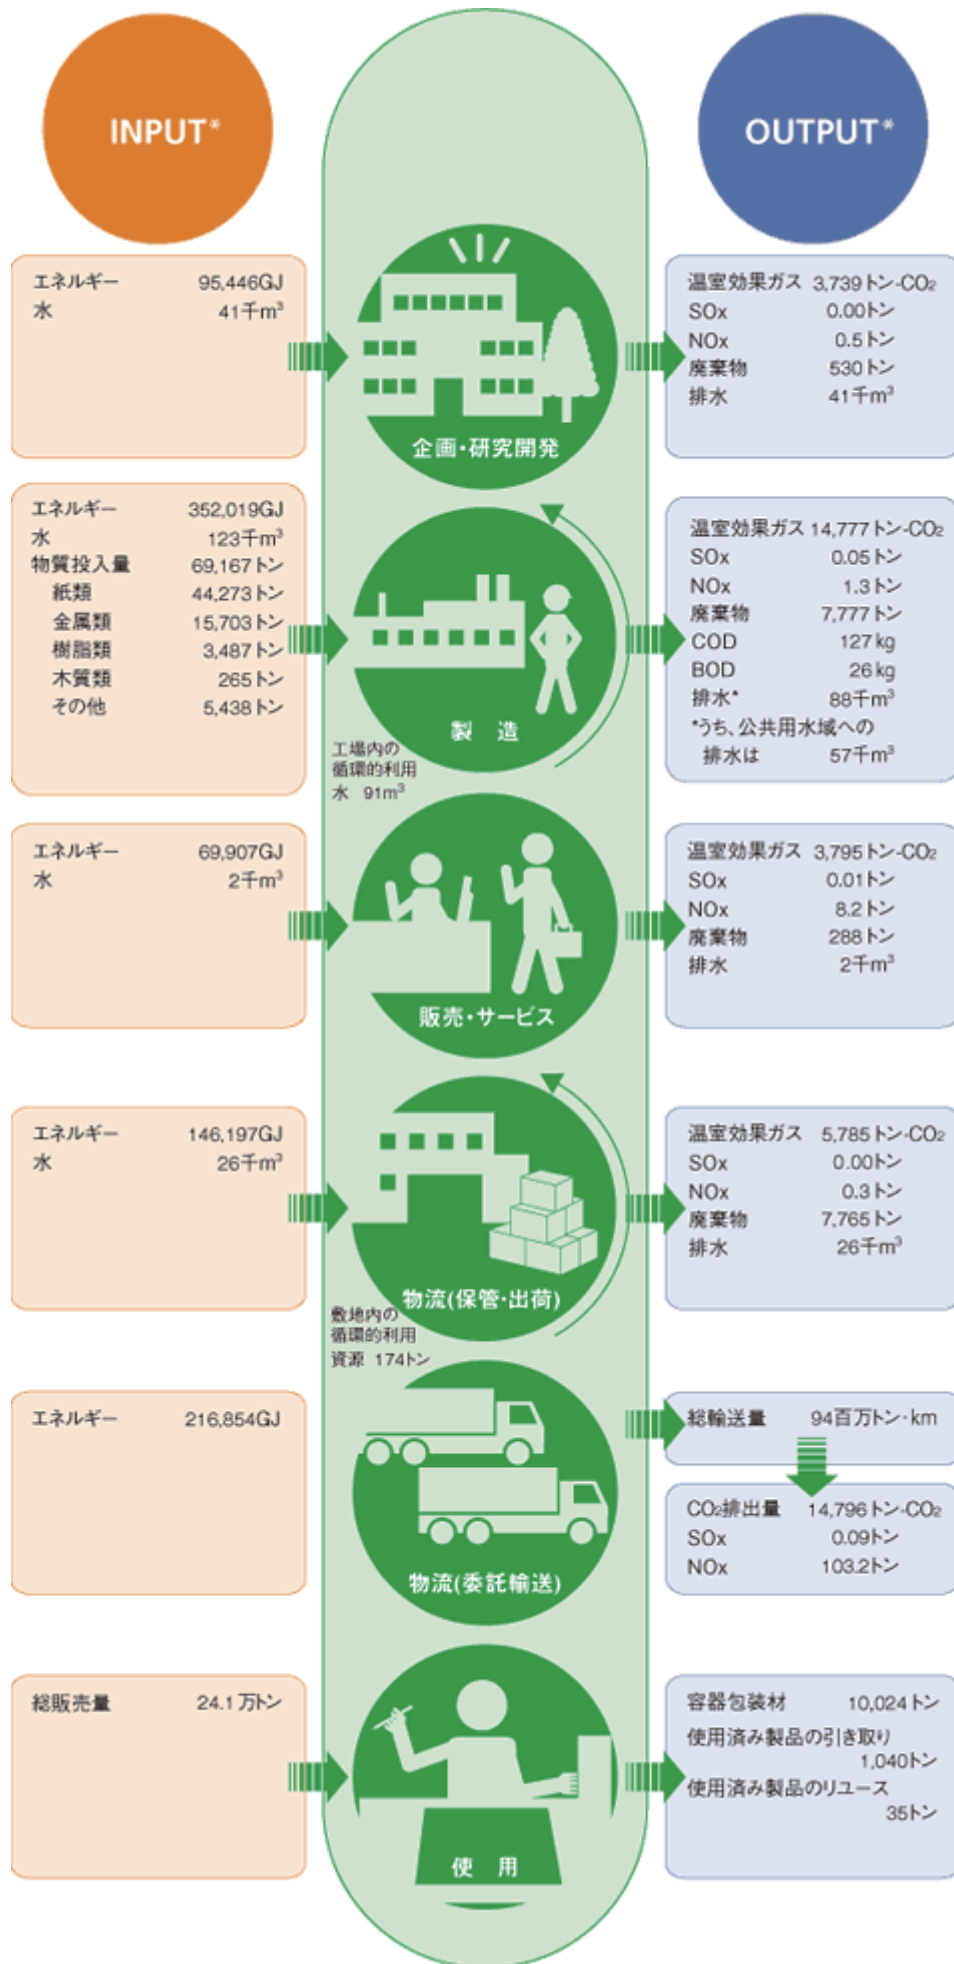 INPUT*
OUTPUT*
エネルギー 95,446GJ
水 41千m³
企画・研究開発
温室効果ガス 3,739トン-CO₂
SOx 0.00トン
NOx 0.5トン
廃棄物 530トン
排水 41千m³
エネルギー 352,019GJ
水 123千m³
物質投入量 69,167トン
紙類 44,273トン
金属類 15,703トン
樹脂類 3,487トン
木質類 265トン
その他 5,438トン
製 造
工場内の
循環的利用
水 91m³
温室効果ガス 14,777トン-CO₂
SOx 0.05トン
NOx 1.3トン
廃棄物 7,777トン
COD 127kg
BOD 26kg
排水* 88千m³
*うち、公共用水域への
排水は 57千m³
エネルギー 69,907GJ
水 2千m³
販売・サービス
温室効果ガス 3,795トン-CO₂
SOx 0.01トン
NOx 8.2トン
廃棄物 288トン
排水 2千m³
エネルギー 146,197GJ
水 26千m³
物流(保管・出荷)
敷地内の
循環的利用
資源 174トン
温室効果ガス 5,785トン-CO₂
SOx 0.00トン
NOx 0.3トン
廃棄物 7,765トン
排水 26千m³
エネルギー 216,854GJ
物流(委託輸送)
総輸送量 94百万トン・km
CO₂排出量 14,796トン-CO₂
SOx 0.09トン
NOx 103.2トン
総販売量 24.1万トン
使 用
容器包装材 10,024トン
使用済み製品の引き取り
1,040トン
使用済み製品のリユース
35トン